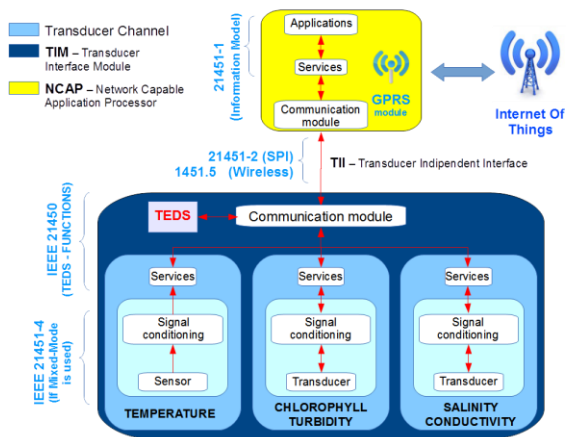 Transducer Channel
TIM – Transducer
Interface Module
NCAP – Network Capable
Application Processor
21451-1
(Information Model)
Applications
Services
Communication
module
GPRS
module
Internet Of
Things
21451-2 (SPI)
1451.5 (Wireless)
TII – Transducer Indipendent Interface
IEEE 21450
(TEDS - FUNCTIONS)
TEDS
Communication module
Services
Services
Services
IEEE 21451-4
(If Mixed-Mode
is used)
Signal
conditioning
Signal
conditioning
Signal
conditioning
Sensor
Transducer
Transducer
TEMPERATURE
CHLOROPHYLL
TURBIDITY
SALINITY
CONDUCTIVITY